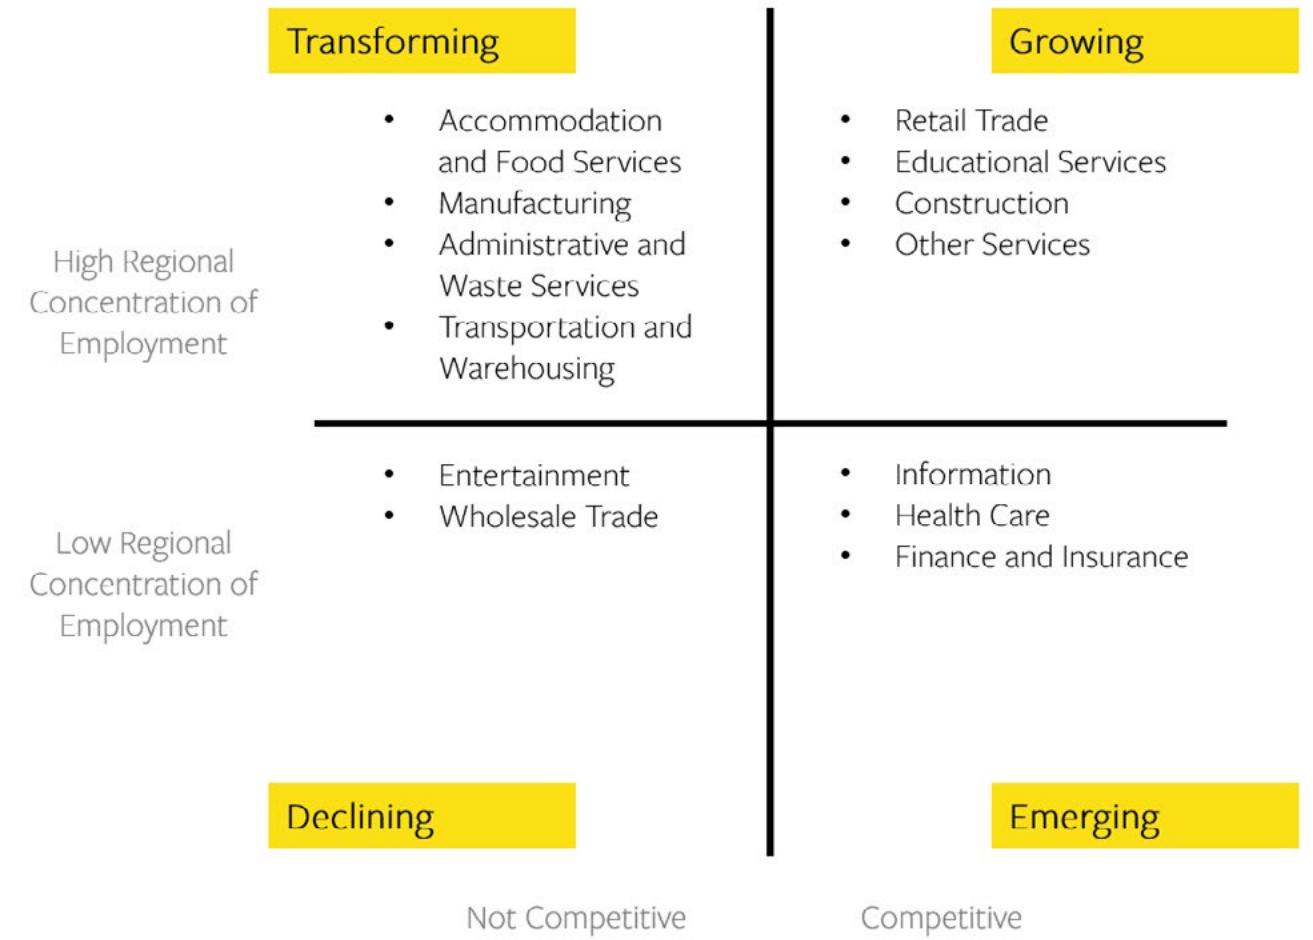 Transforming
Growing
• Accommodation
and Food Services
• Manufacturing
• Administrative and
Waste Services
• Transportation and
Warehousing
• Retail Trade
• Educational Services
• Construction
• Other Services
High Regional
Concentration of
Employment
• Entertainment
• Wholesale Trade
• Information
• Health Care
• Finance and Insurance
Low Regional
Concentration of
Employment
Declining
Emerging
Not Competitive
Competitive